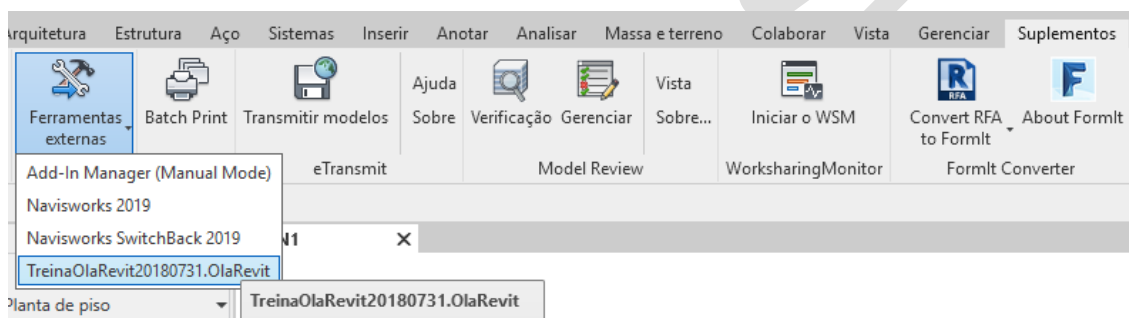 Arquitetura Estrutura Aço Sistemas Inserir Anotar Analisar Massa e terreno Colaborar Vista Gerenciar Suplementos
Ferramentas externas
Batch Print
Transmitir modelos
Ajuda
Sobre
Verificação
Gerenciar
Vista
Sobre...
Iniciar o WSM
RFA
Convert RFA to FormIt
About FormIt
eTransmit
Model Review
WorksharingMonitor
FormIt Converter
Add-In Manager (Manual Mode)
Navisworks 2019
Navisworks SwitchBack 2019
TreinaOlaRevit20180731.OlaRevit
Planta de piso
TreinaOlaRevit20180731.OlaRevit